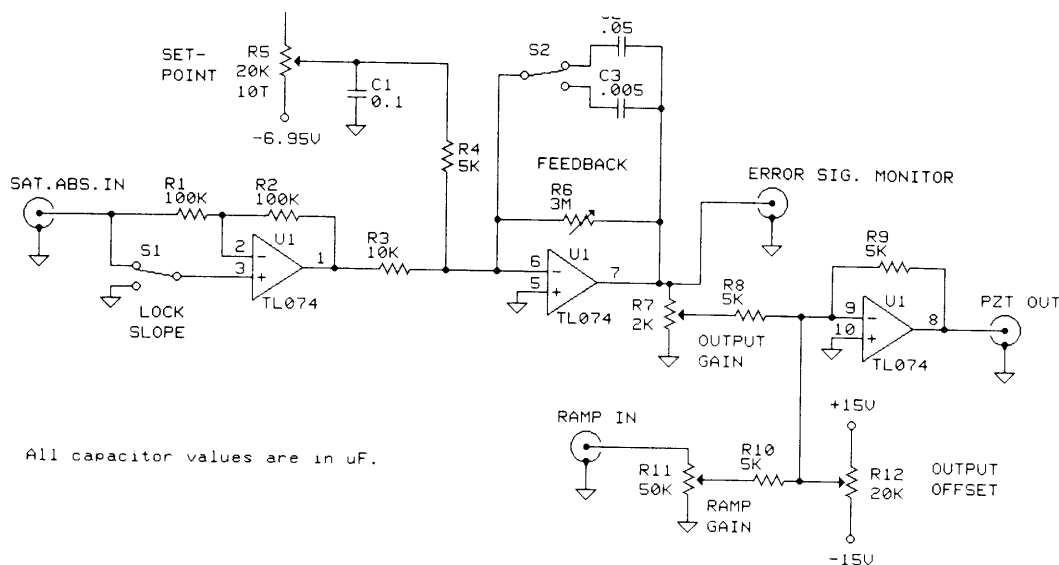 .05
SET-
POINT
R5
20K
10T
S2
C3
.005
C1
0.1
-6.95V
R4
5K
FEEDBACK
R6
3M
ERROR SIG. MONITOR
SAT.ABS.IN
R1
100K
R2
100K
S1
2
-
3
+
U1
1
TL074
LOCK
SLOPE
R3
10K
6
-
5
+
U1
7
TL074
R7
2K
R8
5K
OUTPUT
GAIN
R9
5K
9
-
10
+
U1
8
TL074
PZT OUT
RAMP IN
+15V
R11
50K
R10
5K
RAMP
GAIN
R12
20K
OUTPUT
OFFSET
-15V
All capacitor values are in uF.